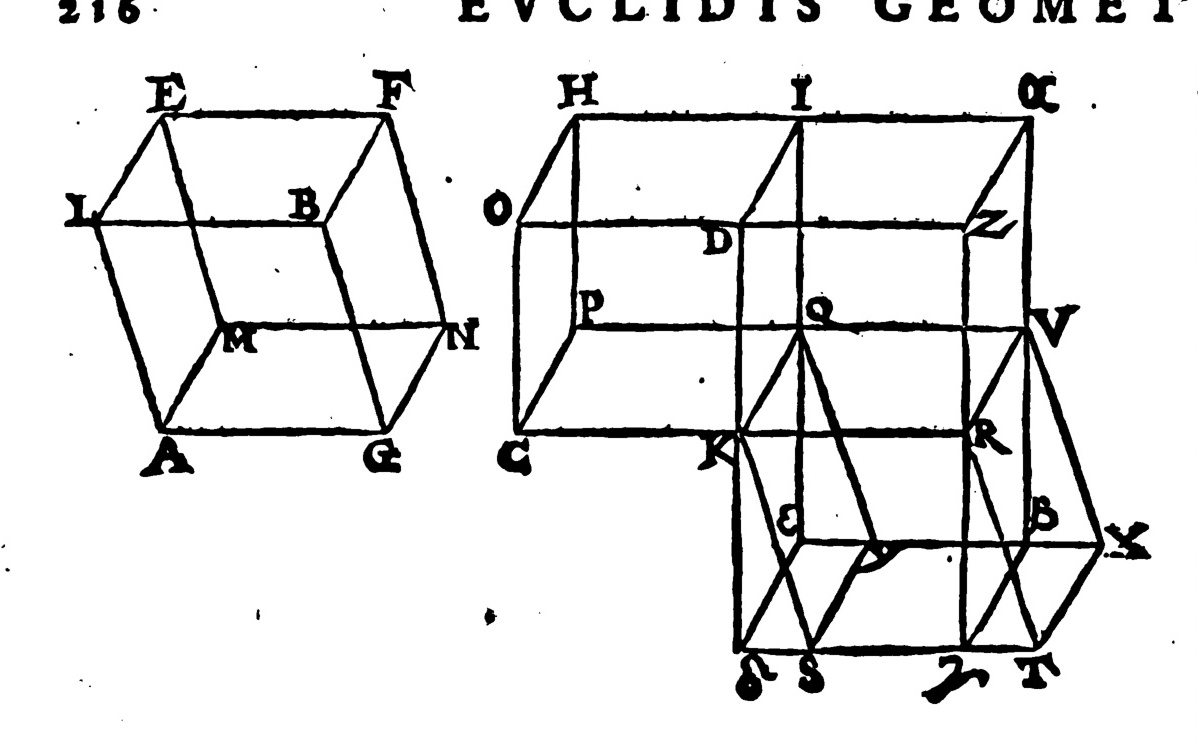 216 EVCLIDIS GEOMET
E F H I α
L B O D Z
M N P Q V
A G C K R
ε β X
S T